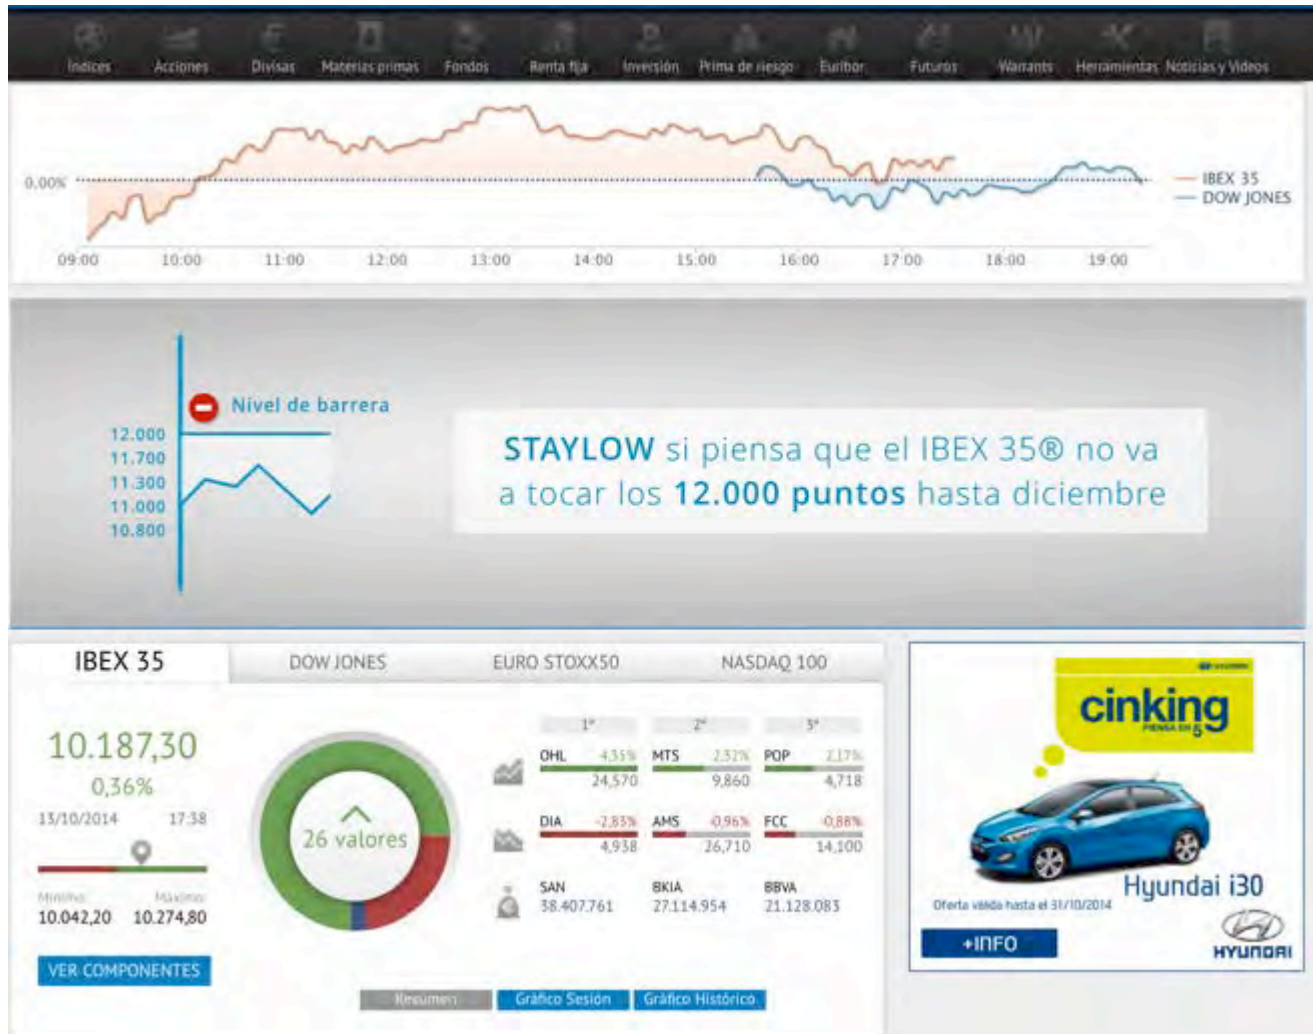 Indices Acciones Divisas Materias primas Fondos Renta fija Inversión Prima de riesgo Euribor Futuros Warrants Herramientas Noticias y Videos
0,00%
IBEX 35
DOW JONES
09:00 10:00 11:00 12:00 13:00 14:00 15:00 16:00 17:00 18:00 19:00
Nivel de barrera
12.000
11.700
11.300
11.000
10.800
STAYLOW si piensa que el IBEX 35® no va
a tocar los 12.000 puntos hasta diciembre
IBEX 35 DOW JONES EURO STOXX50 NASDAQ 100
10.187,30
0,36%
13/10/2014 17:38
Mínimo: Máximo:
10.042,20 10.274,80
VER COMPONENTES
26 valores
1º 2º 3º
OHL 4,35% MTS 2,32% POP 2,17%
24,570 9,860 4,718
DIA -2,83% AMS -0,96% FCC -0,88%
4,938 26,710 14,100
SAN BKIA BBVA
38.407.761 27.114.954 21.128.083
Resumen Gráfico Sesión Gráfico Histórico
cinking
PIENSA EN 5
Hyundai i30
Oferta válida hasta el 31/10/2014
+INFO
HYUNDAI